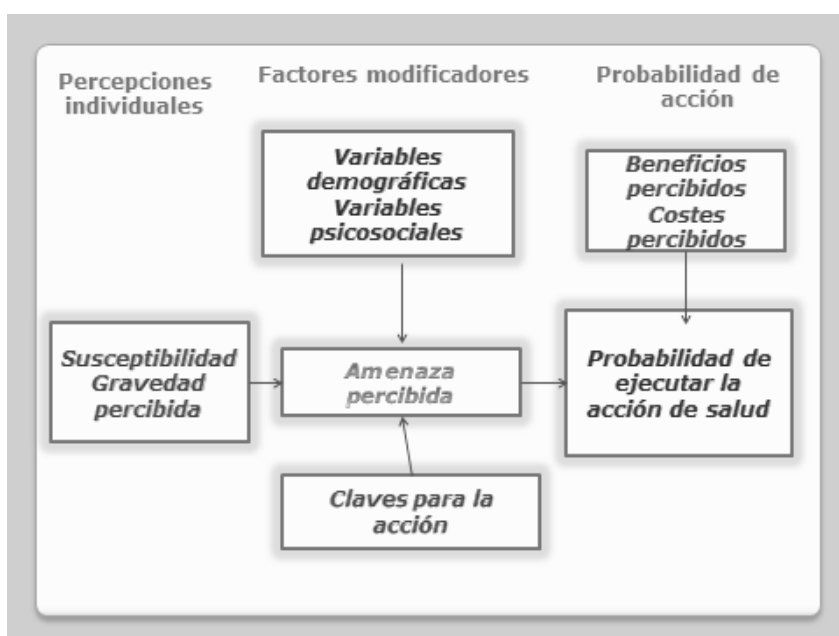 Percepciones
individuales
Factores modificadores
Probabilidad de
acción
Variables
demográficas
Variables
psicosociales
Beneficios
percibidos
Costes
percibidos
Susceptibilidad
Gravedad
percibida
Amenaza
percibida
Probabilidad de
ejecutar la
acción de salud
Claves para la
acción